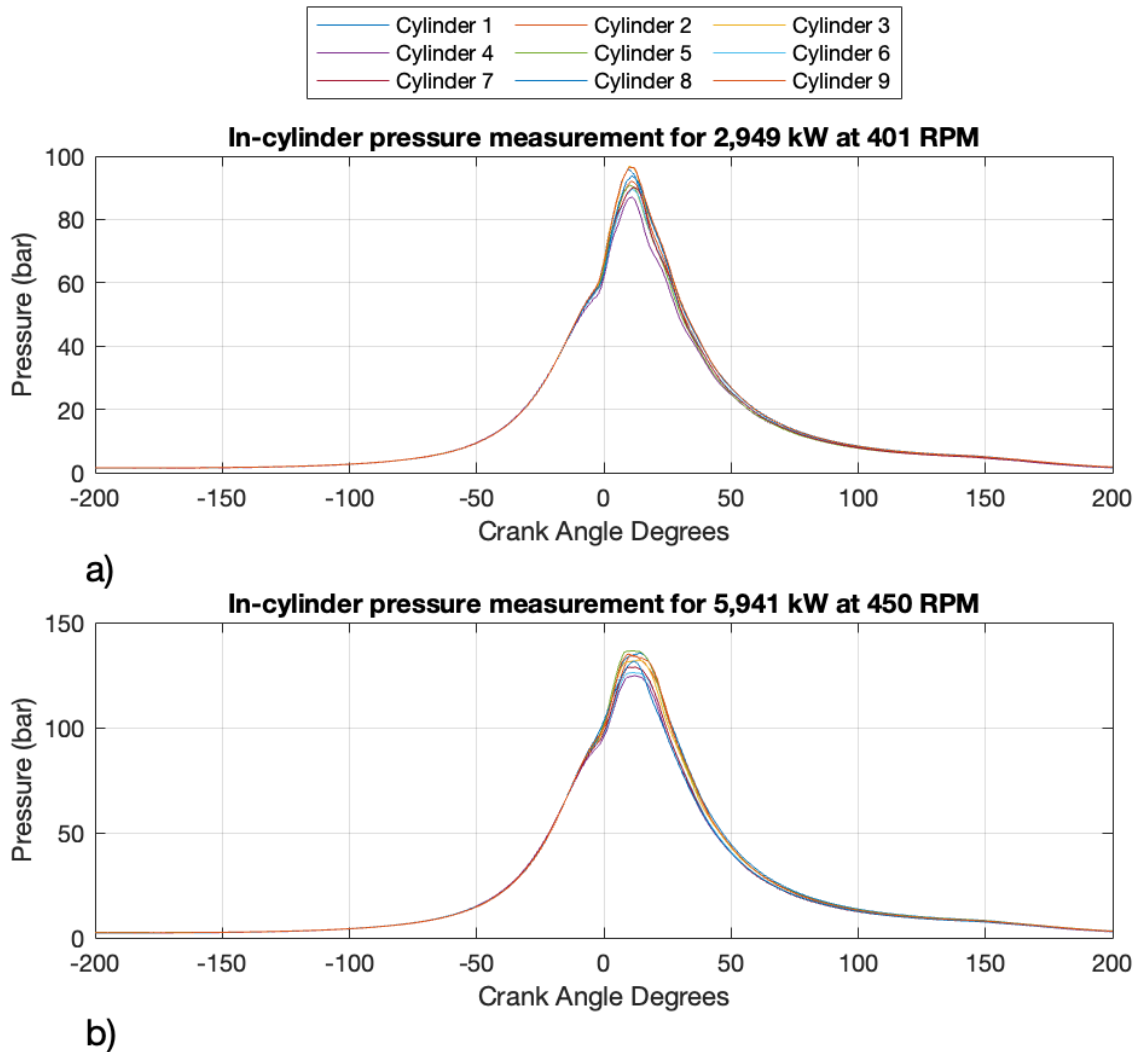 Cylinder 1 Cylinder 2 Cylinder 3
Cylinder 4 Cylinder 5 Cylinder 6
Cylinder 7 Cylinder 8 Cylinder 9
In-cylinder pressure measurement for 2,949 kW at 401 RPM
100
80
60
40
20
0
Pressure (bar)
-200 -150 -100 -50 0 50 100 150 200
Crank Angle Degrees
a)
In-cylinder pressure measurement for 5,941 kW at 450 RPM
150
100
50
0
Pressure (bar)
-200 -150 -100 -50 0 50 100 150 200
Crank Angle Degrees
b)